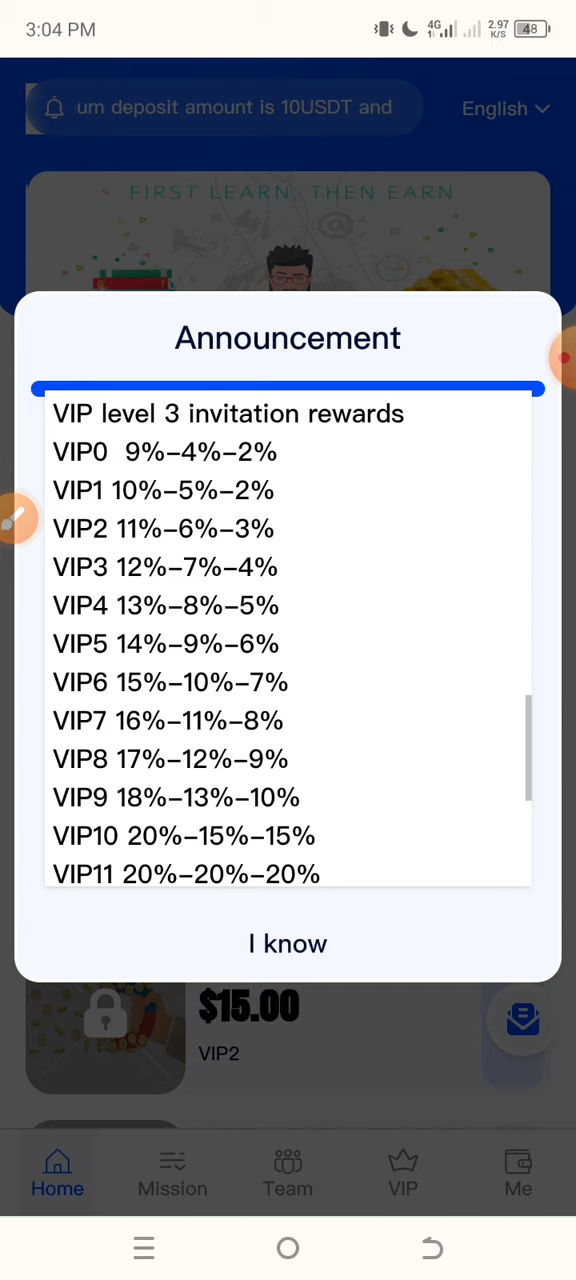 3:04 PM
4G
2.97
K/S
48
um deposit amount is 10USDT and
English
FIRST LEARN, THEN EARN
Announcement
VIP level 3 invitation rewards
VIP0 9%–4%–2%
VIP1 10%–5%–2%
VIP2 11%–6%–3%
VIP3 12%–7%–4%
VIP4 13%–8%–5%
VIP5 14%–9%–6%
VIP6 15%–10%–7%
VIP7 16%–11%–8%
VIP8 17%–12%–9%
VIP9 18%–13%–10%
VIP10 20%–15%–15%
VIP11 20%–20%–20%
I know
$15.00
VIP2
Home
Mission
Team
VIP
Me